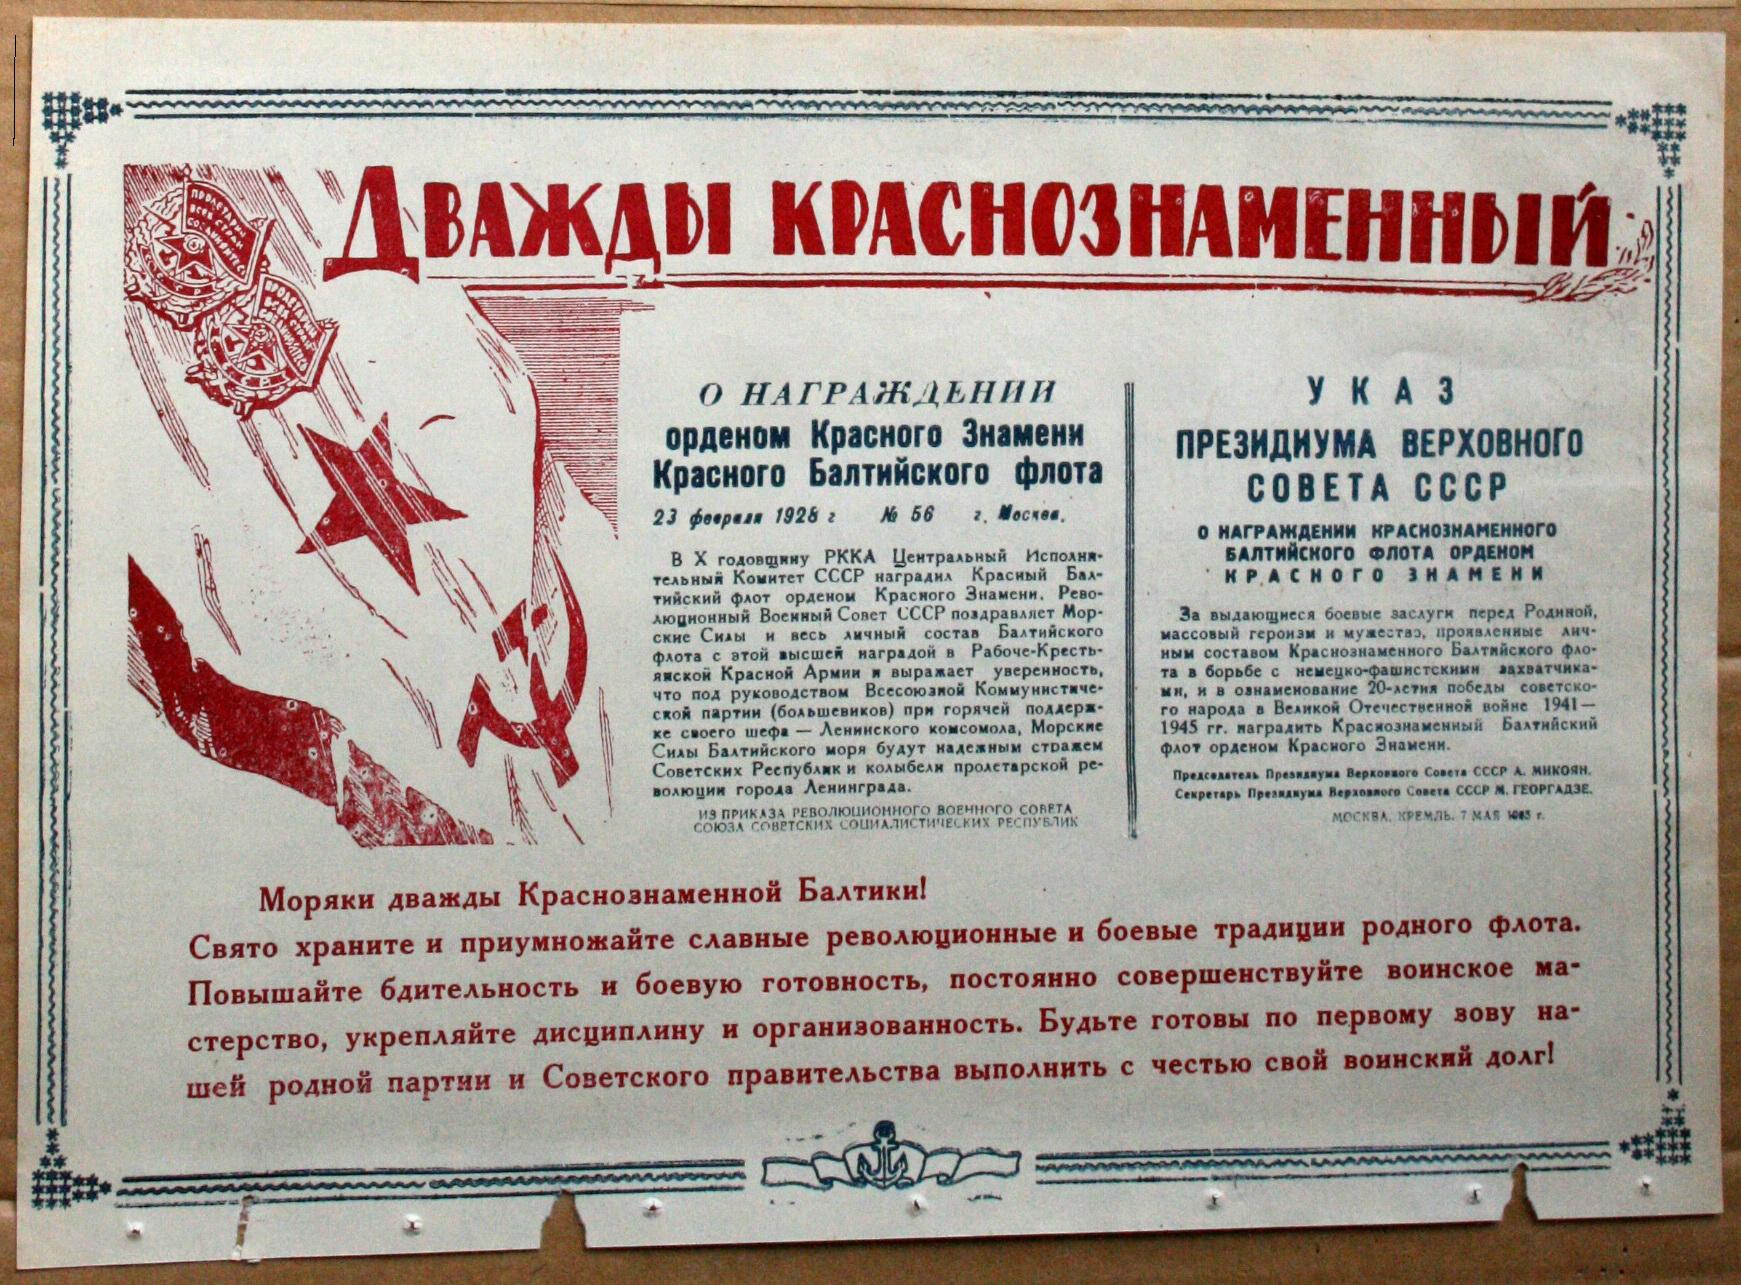 ПРОЛЕТАРИИ
ВСЕХ СТРАН
СОЕДИНЯЙТЕСЬ
СССР
ПРОЛЕТАРИИ
ВСЕХ СТРАН
СССР
ДВАЖДЫ КРАСНОЗНАМЕННЫЙ
О НАГРАЖДЕНИИ
орденом Красного Знамени
Красного Балтийского флота
23 февраля 1928 г № 56 г. Москва.
В X годовщину РККА Центральный Исполни-
тельный Комитет СССР наградил Красный Бал-
тийский флот орденом Красного Знамени. Рево-
люционный Военный Совет СССР поздравляет Мор-
ские Силы и весь личный состав Балтийского
флота с этой высшей наградой в Рабоче-Кресть-
янской Красной Армии и выражает уверенность,
что под руководством Всесоюзной Коммунистиче-
ской партии (большевиков) при горячей поддерж-
ке своего шефа — Ленинского комсомола, Морские
Силы Балтийского моря будут надежным стражем
Советских Республик и колыбели пролетарской ре-
волюции города Ленинграда.
ИЗ ПРИКАЗА РЕВОЛЮЦИОННОГО ВОЕННОГО СОВЕТА
СОЮЗА СОВЕТСКИХ СОЦИАЛИСТИЧЕСКИХ РЕСПУБЛИК
УКАЗ
ПРЕЗИДИУМА ВЕРХОВНОГО
СОВЕТА СССР
О НАГРАЖДЕНИИ КРАСНОЗНАМЕННОГО
БАЛТИЙСКОГО ФЛОТА ОРДЕНОМ
КРАСНОГО ЗНАМЕНИ
За выдающиеся боевые заслуги перед Родиной,
массовый героизм и мужество, проявленные лич-
ным составом Краснознаменного Балтийского фло-
та в борьбе с немецко-фашистскими захватчика-
ми, и в ознаменование 20-летия победы советско-
го народа в Великой Отечественной войне 1941—
1945 гг. наградить Краснознаменный Балтийский
флот орденом Красного Знамени.
Председатель Президиума Верховного Совета СССР А. МИКОЯН.
Секретарь Президиума Верховного Совета СССР М. ГЕОРГАДЗЕ.
МОСКВА, КРЕМЛЬ. 7 МАЯ г.
Моряки дважды Краснознаменной Балтики!
Свято храните и приумножайте славные революционные и боевые традиции родного флота.
Повышайте бдительность и боевую готовность, постоянно совершенствуйте воинское ма-
стерство, укрепляйте дисциплину и организованность. Будьте готовы по первому зову на-
шей родной партии и Советского правительства выполнить с честью свой воинский долг!